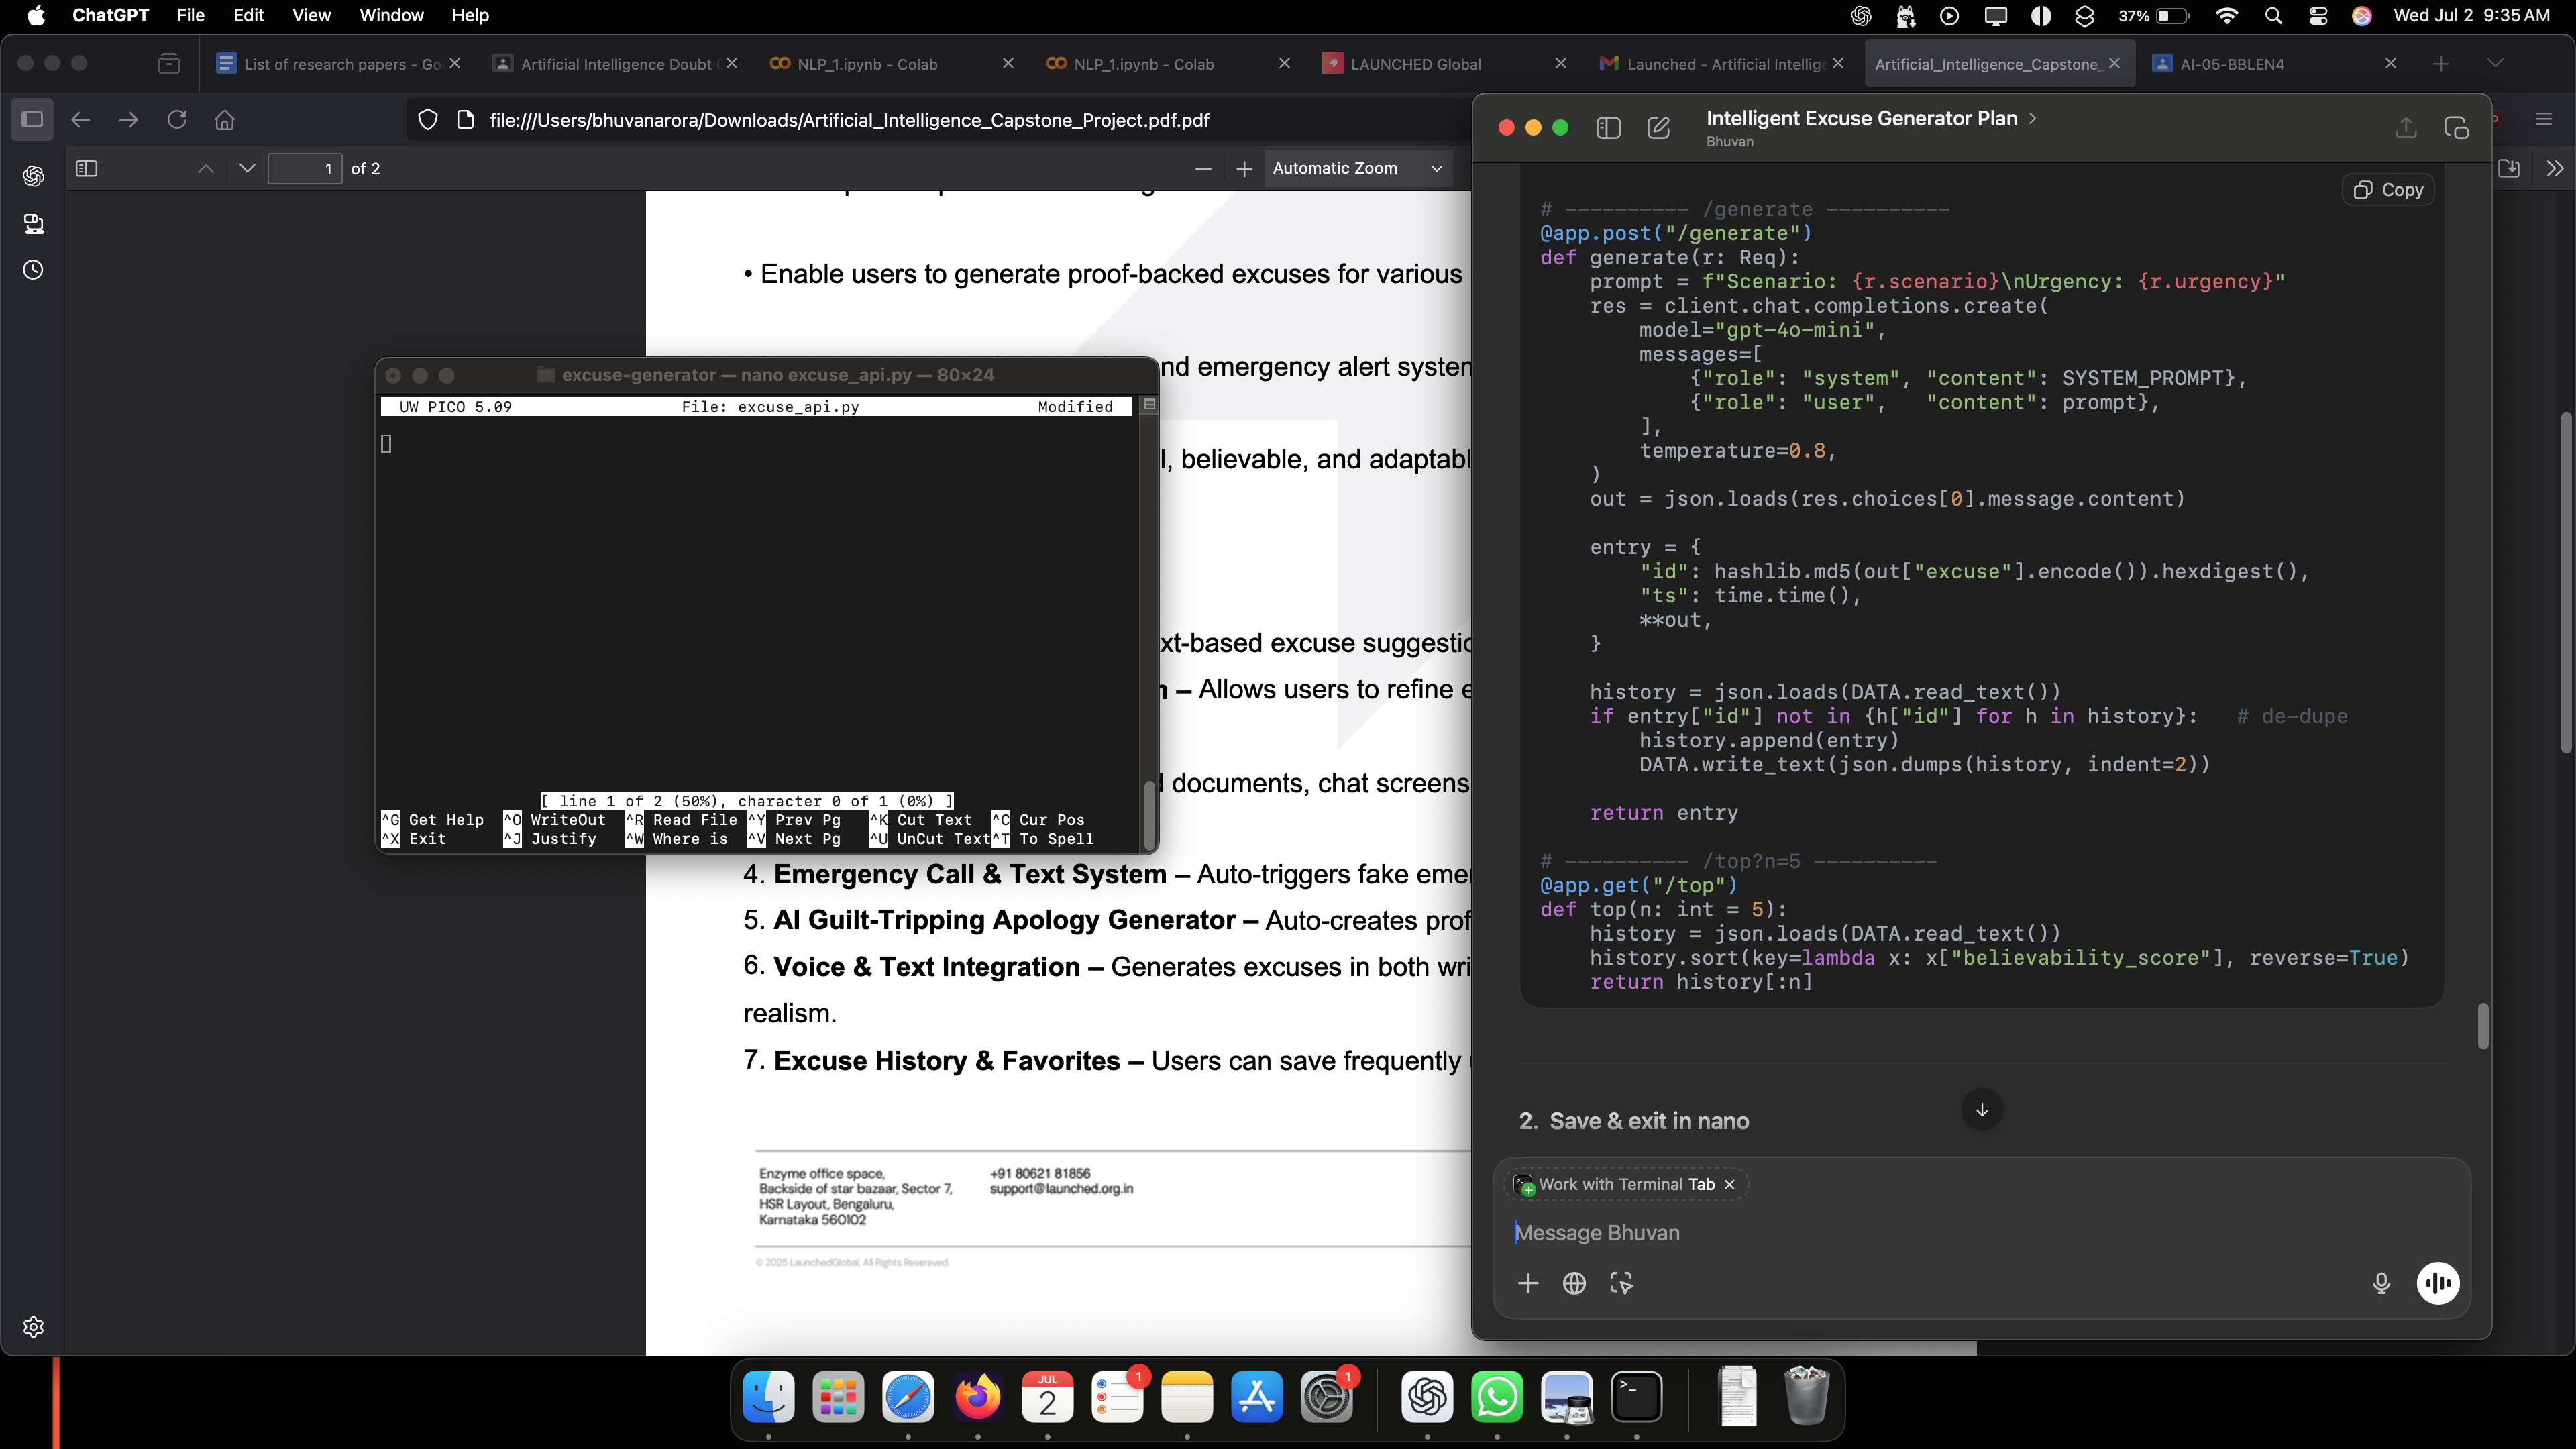 ChatGPT File Edit View Window Help 37% Wed Jul 2 9:35 AM
List of research papers - Go
Artificial Intelligence Doubt
NLP_1.ipynb - Colab
NLP_1.ipynb - Colab
LAUNCHED Global
Launched - Artificial Intellige
Artificial_Intelligence_Capstone_
AI-05-BBLEN4
file:///Users/bhuvanarora/Downloads/Artificial_Intelligence_Capstone_Project.pdf.pdf
1 of 2
Automatic Zoom
• Enable users to generate proof-backed excuses for various
nd emergency alert system
l, believable, and adaptabl
xt-based excuse suggestic
n – Allows users to refine e
d documents, chat screens
4. Emergency Call & Text System – Auto-triggers fake emer
5. AI Guilt-Tripping Apology Generator – Auto-creates prof
6. Voice & Text Integration – Generates excuses in both wri
realism.
7. Excuse History & Favorites – Users can save frequently
Enzyme office space,
Backside of star bazaar, Sector 7,
HSR Layout, Bengaluru,
Karnataka 560102
+91 80621 81856
support@launched.org.in
© 2025 LaunchedGlobal. All Rights Resereved.
excuse-generator — nano excuse_api.py — 80×24
UW PICO 5.09 File: excuse_api.py Modified
[ line 1 of 2 (50%), character 0 of 1 (0%) ]
^G Get Help ^O WriteOut ^R Read File ^Y Prev Pg ^K Cut Text ^C Cur Pos
^X Exit ^J Justify ^W Where is ^V Next Pg ^U UnCut Text ^T To Spell
Intelligent Excuse Generator Plan >
Bhuvan
Copy
# ---------- /generate ----------
@app.post("/generate")
def generate(r: Req):
    prompt = f"Scenario: {r.scenario}\nUrgency: {r.urgency}"
    res = client.chat.completions.create(
        model="gpt-4o-mini",
        messages=[
            {"role": "system", "content": SYSTEM_PROMPT},
            {"role": "user",   "content": prompt},
        ],
        temperature=0.8,
    )
    out = json.loads(res.choices[0].message.content)
    entry = {
        "id": hashlib.md5(out["excuse"].encode()).hexdigest(),
        "ts": time.time(),
        **out,
    }
    history = json.loads(DATA.read_text())
    if entry["id"] not in {h["id"] for h in history}:   # de-dupe
        history.append(entry)
        DATA.write_text(json.dumps(history, indent=2))
    return entry
# ---------- /top?n=5 ----------
@app.get("/top")
def top(n: int = 5):
    history = json.loads(DATA.read_text())
    history.sort(key=lambda x: x["believability_score"], reverse=True)
    return history[:n]
2. Save & exit in nano
Work with Terminal Tab
Message Bhuvan
JUL
2
1
1